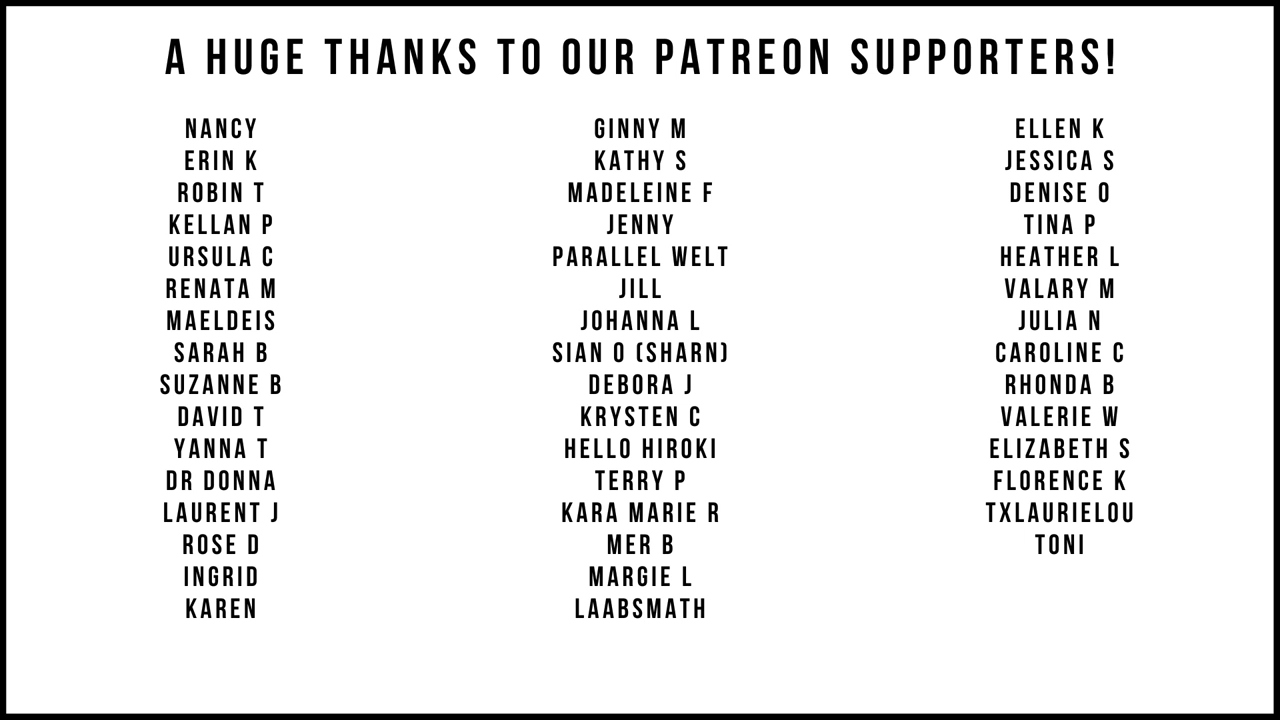 A HUGE THANKS TO OUR PATREON SUPPORTERS!
NANCY
ERIN K
ROBIN T
KELLAN P
URSULA C
RENATA M
MAELDEIS
SARAH B
SUZANNE B
DAVID T
YANNA T
DR DONNA
LAURENT J
ROSE D
INGRID
KAREN
GINNY M
KATHY S
MADELEINE F
JENNY
PARALLEL WELT
JILL
JOHANNA L
SIAN O (SHARN)
DEBORA J
KRYSTEN C
HELLO HIROKI
TERRY P
KARA MARIE R
MER B
MARGIE L
LAABSMATH
ELLEN K
JESSICA S
DENISE O
TINA P
HEATHER L
VALARY M
JULIA N
CAROLINE C
RHONDA B
VALERIE W
ELIZABETH S
FLORENCE K
TXLAURIELOU
TONI